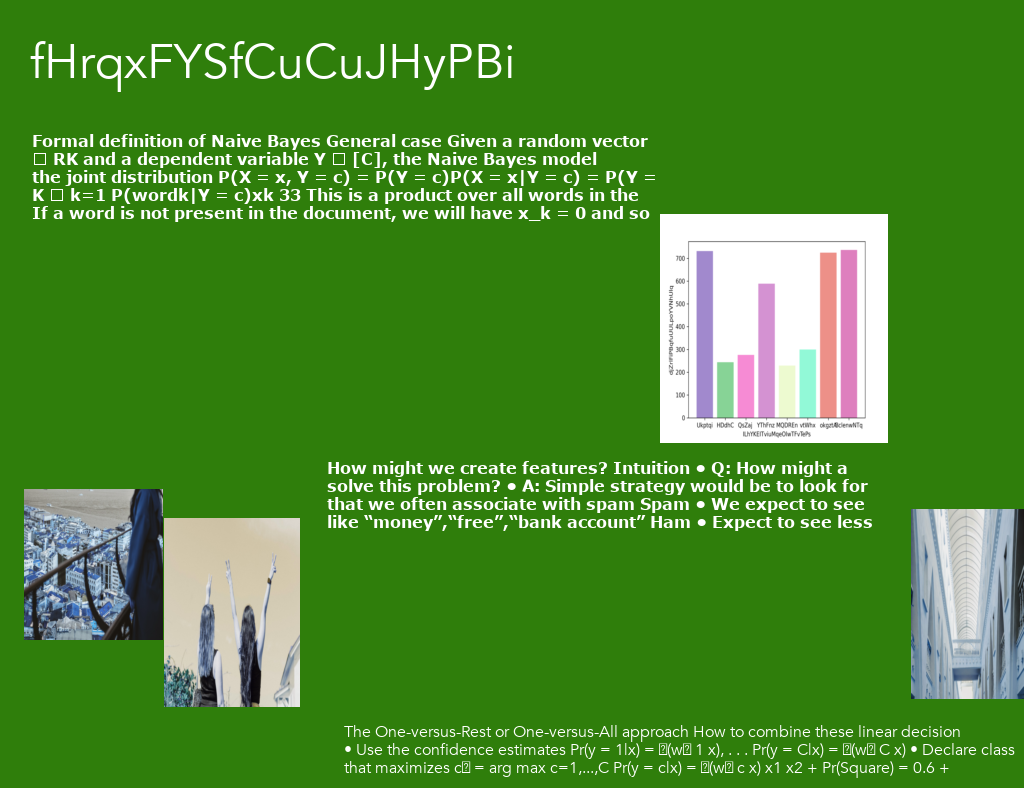 fHrqxFYSfCuCuJHyPBi
Formal definition of Naive Bayes General case Given a random vector
□ RK and a dependent variable Y □ [C], the Naive Bayes model
the joint distribution P(X = x, Y = c) = P(Y = c)P(X = x|Y = c) = P(Y =
K □ k=1 P(wordk|Y = c)xk 33 This is a product over all words in the
If a word is not present in the document, we will have x_k = 0 and so
700
600
500
400
300
200
100
0
Ukptqi HDdhC QsZaj YThFnz MQDREn vtWhx
How might we create features? Intuition • Q: How might a
solve this problem? • A: Simple strategy would be to look for
that we often associate with spam Spam • We expect to see
like “money”,“free”,“bank account” Ham • Expect to see less
The One-versus-Rest or One-versus-All approach How to combine these linear decision
• Use the confidence estimates Pr(y = 1|x) = □(w□ 1 x), . . . Pr(y = C|x) = □(w□ C x) • Declare class
that maximizes c□ = arg max c=1,...,C Pr(y = c|x) = □(w□ c x) x1 x2 + Pr(Square) = 0.6 +